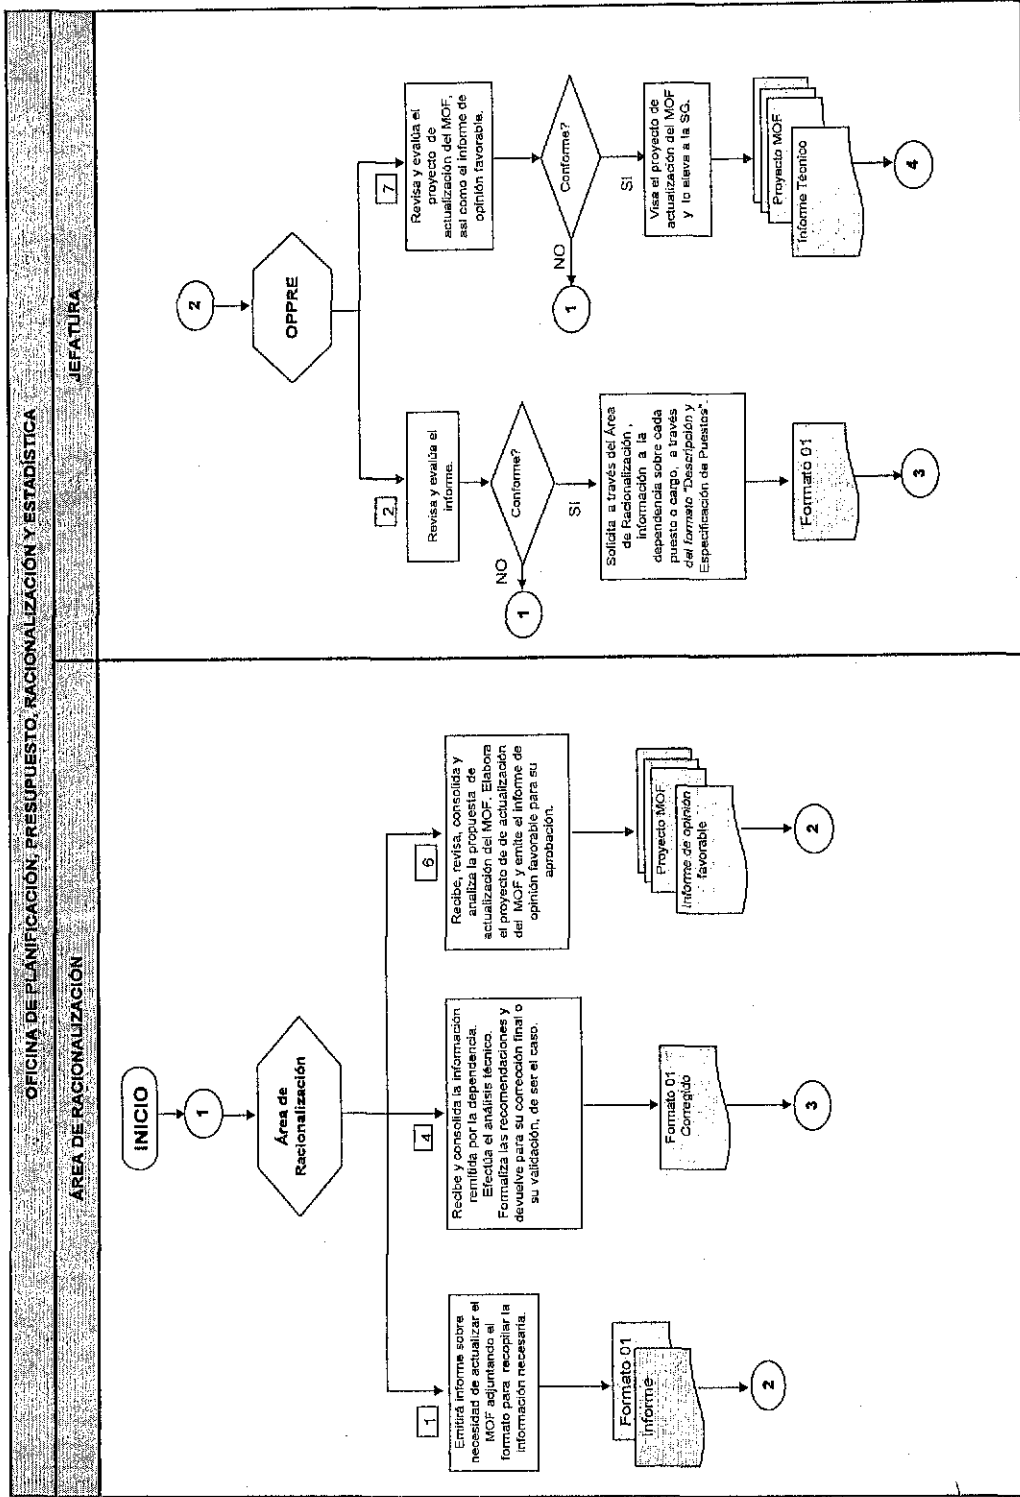 OFICINA DE PLANIFICACIÓN, PRESUPUESTO, RACIONALIZACIÓN Y ESTADÍSTICA
ÁREA DE RACIONALIZACIÓN
JEFATURA
INICIO
1
Área de
Racionalización
1
Emitirá informe sobre
necesidad de actualizar el
MOF adjuntando el
formato para recopilar la
información necesaria.
Formato 01
Informe
2
4
Recibe y consolida la información
remitida por la dependencia.
Efectúa el análisis técnico.
Formaliza las recomendaciones y
devuelve para su corrección final o
su validación, de ser el caso.
Formato 01
Corregido
3
6
Recibe, revisa, consolida y
analiza la propuesta de
actualización del MOF. Elabora
el proyecto de de actualización
del MOF y emite el informe de
opinión favorable para su
aprobación.
Proyecto MOF
Informe de opinión
favorable
2
2
OPPRE
2
Revisa y evalúa el
informe.
Conforme?
NO
1
SI
Solicita a través del Área
de Racionalización,
información a la
dependencia sobre cada
puesto o cargo, a través
del formato "Descripción y
Especificación de Puestos".
Formato 01
3
7
Revisa y evalúa el
proyecto de
actualización del MOF,
así como el informe de
opinión favorable.
Conforme?
NO
1
SI
Visa el proyecto de
actualización del MOF
y lo eleva a la SG.
Proyecto MOF
Informe Técnico
4